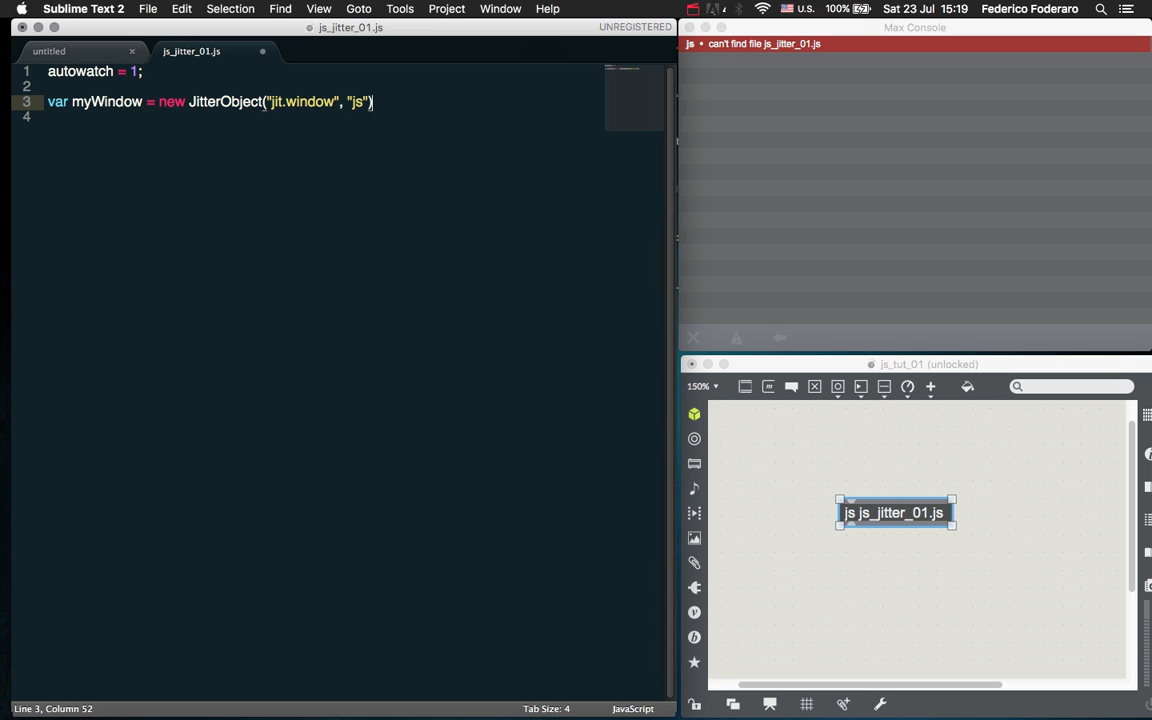 Sublime Text 2 File Edit Selection Find View Goto Tools Project Window Help U.S. 100% Sat 23 Jul 15:19 Federico Foderaro
js_jitter_01.js UNREGISTERED
untitled × js_jitter_01.js
1 autowatch = 1;
2
3 var myWindow = new JitterObject("jit.window", "js")
4
Line 3, Column 52 Tab Size: 4 JavaScript
Max Console
js • can't find file js_jitter_01.js
js_tut_01 (unlocked)
150%
js js_jitter_01.js